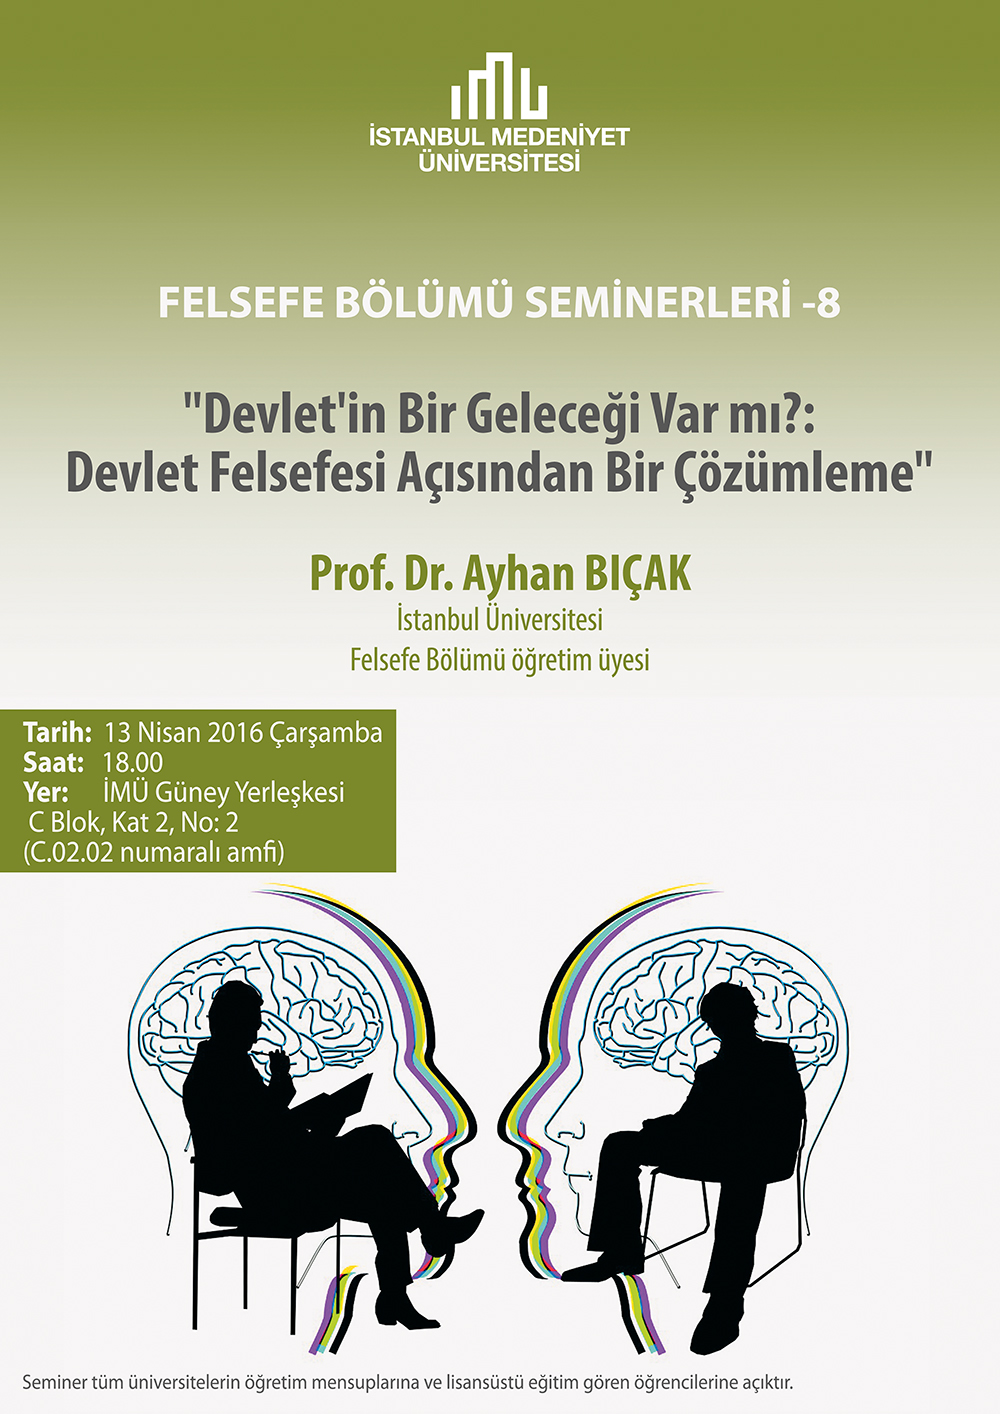 İSTANBUL MEDENİYET
ÜNİVERSİTESİ
FELSEFE BÖLÜMÜ SEMİNERLERİ -8
"Devlet'in Bir Geleceği Var mı?:
Devlet Felsefesi Açısından Bir Çözümleme"
Prof. Dr. Ayhan BIÇAK
İstanbul Üniversitesi
Felsefe Bölümü öğretim üyesi
Tarih: 13 Nisan 2016 Çarşamba
Saat: 18.00
Yer: İMÜ Güney Yerleşkesi
C Blok, Kat 2, No: 2
(C.02.02 numaralı amfi)
Seminer tüm üniversitelerin öğretim mensuplarına ve lisansüstü eğitim gören öğrencilerine açıktır.